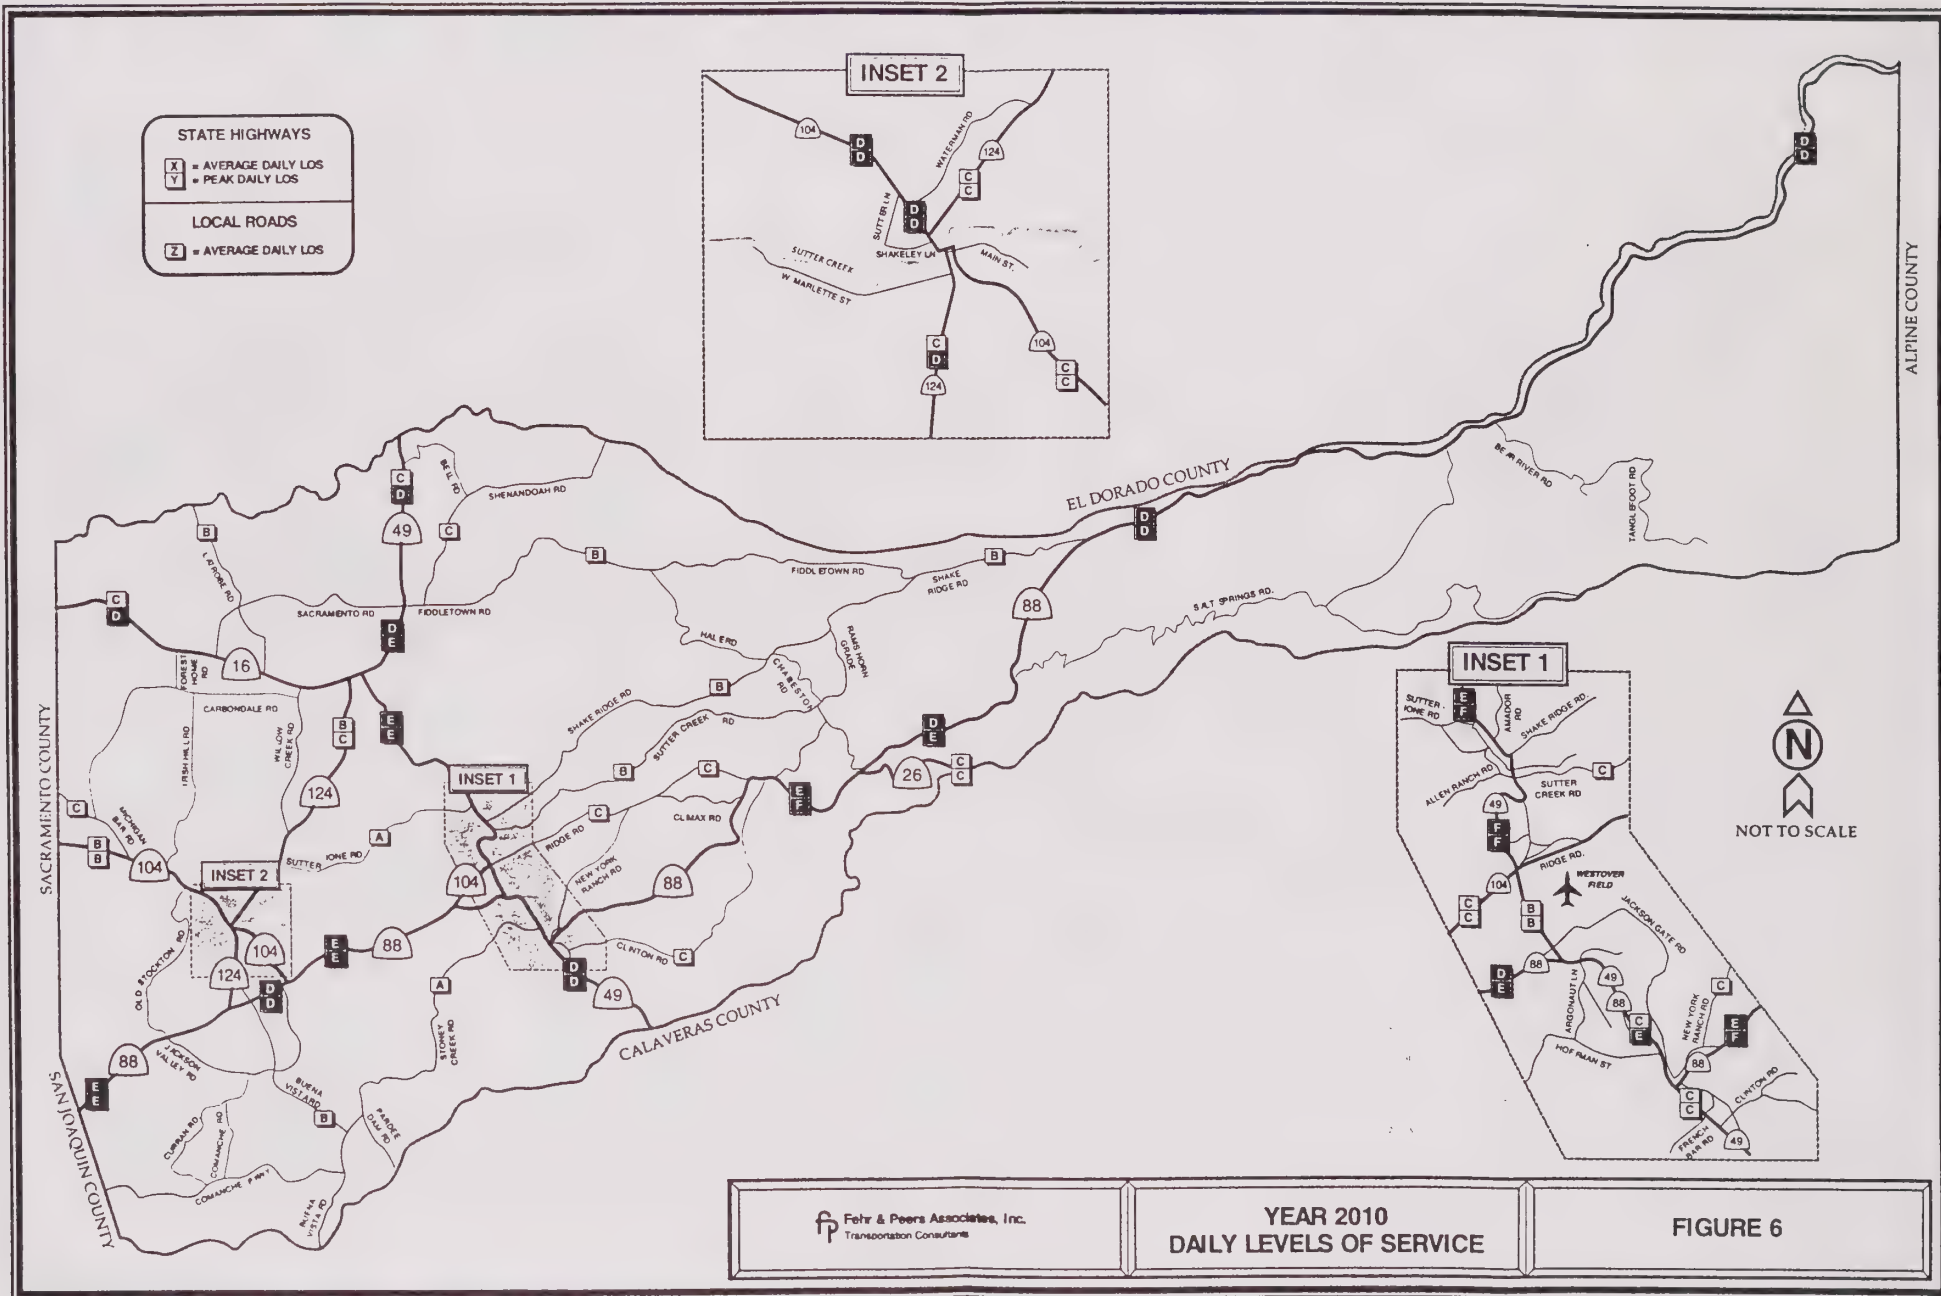 INSET 2
STATE HIGHWAYS
X = AVERAGE DAILY LOS
Y = PEAK DAILY LOS
LOCAL ROADS
Z = AVERAGE DAILY LOS
104
D
D
WATERMAN RD
124
C
C
SUTTER LN
D
D
SHAKELEY LN
MAIN ST.
SUTTER CREEK
W MARLETTE ST
C
D
124
104
C
C
D
D
ALPINE COUNTY
EL DORADO COUNTY
D
D
BEAR RIVER RD
TANGLEFOOT RD
C
D
49
BELL RD
SHENANDOAH RD
C
B
LATROBE RD
B
FIDDLETOWN RD
SHAKE
RIDGE RD
B
C
D
SACRAMENTO RD
FIDDLETOWN RD
D
E
88
SALT SPRINGS RD.
HALE RD
RAMS HORN
GRADE
CHARLESTON
RD
16
FOREST
HOME
RD
CARBONDALE RD
WILLOW
CREEK RD
IRISH HILL RD
B
C
E
E
SHAKE RIDGE RD
B
SUTTER CREEK RD
B
D
E
26
C
C
SACRAMENTO COUNTY
INSET 1
124
C
MICHIGAN
BAR RD
B
B
104
A
SUTTER IONE RD
C
CLIMAX RD
E
F
RIDGE RD
C
INSET 2
104
NEW YORK
RANCH RD
88
OLD STOCKTON RD
104
124
D
D
E
E
88
A
STONEY
CREEK RD
D
D
CLINTON RD
C
49
CALAVERAS COUNTY
88
JACKSON
VALLEY RD
E
E
BUENA
VISTA RD
B
PARDEE
DAM RD
CURRAN RD
COMANCHE RD
COMANCHE PKWY
BUENA
VISTA RD
SAN JOAQUIN COUNTY
INSET 1
SUTTER
IONE RD
E
F
AMADOR
RD
SHAKE RIDGE RD.
ALLEN RANCH RD
SUTTER
CREEK RD
C
49
F
F
RIDGE RD.
104
WESTOVER
FIELD
C
C
B
B
JACKSON GATE RD
D
E
88
49
88
ARGONAUT LN
C
E
NEW YORK
RANCH RD
C
E
F
HOFFMAN ST
88
CLINTON RD
C
C
FRENCH
BAR RD
49
N
NOT TO SCALE
fp Fehr & Peers Associates, Inc.
Transportation Consultants
YEAR 2010
DAILY LEVELS OF SERVICE
FIGURE 6